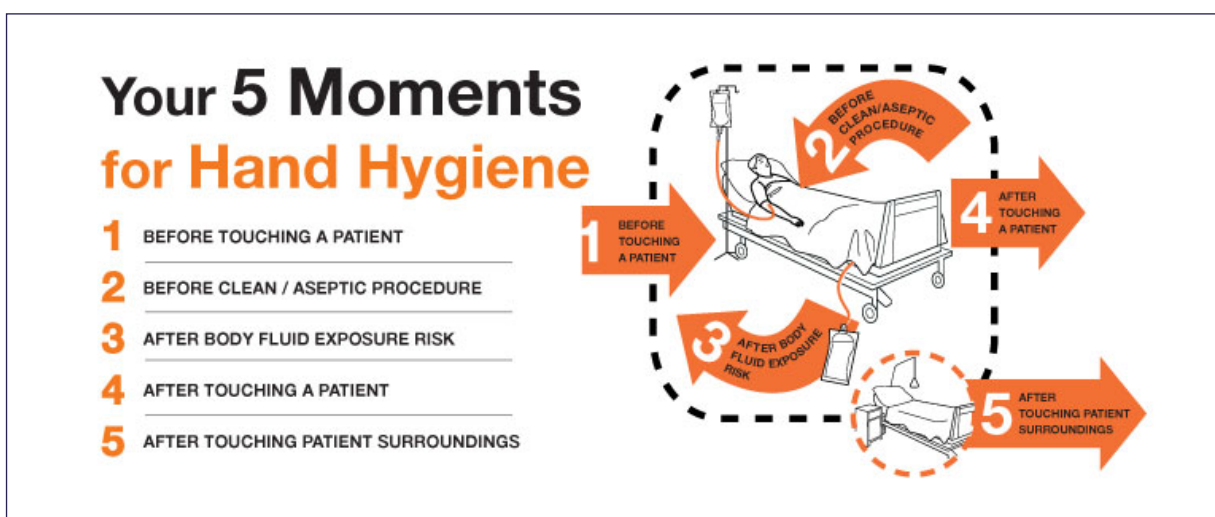 Your 5 Moments
for Hand Hygiene
1 BEFORE TOUCHING A PATIENT
2 BEFORE CLEAN / ASEPTIC PROCEDURE
3 AFTER BODY FLUID EXPOSURE RISK
4 AFTER TOUCHING A PATIENT
5 AFTER TOUCHING PATIENT SURROUNDINGS
1
BEFORE
TOUCHING
A PATIENT
2
BEFORE
CLEAN/ASEPTIC
PROCEDURE
3
AFTER BODY
FLUID EXPOSURE
RISK
4
AFTER
TOUCHING
A PATIENT
5
AFTER
TOUCHING PATIENT
SURROUNDINGS